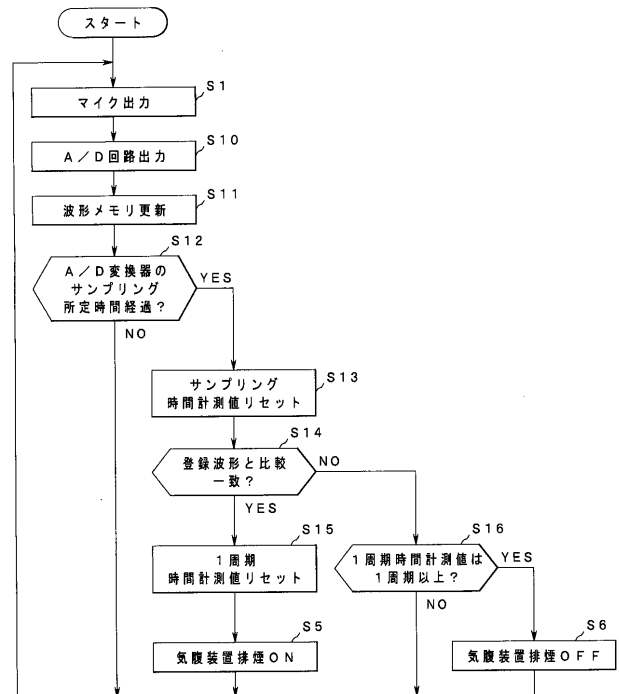 スタート
S1
マイク出力
S10
A/D回路出力
S11
波形メモリ更新
S12
A/D変換器の
サンプリング
所定時間経過?
YES
NO
S13
サンプリング
時間計測値リセット
S14
登録波形と比較
一致?
NO
YES
S15
1周期
時間計測値リセット
S16
1周期時間計測値は
1周期以上?
YES
NO
S5
気腹装置排煙ON
S6
気腹装置排煙OFF